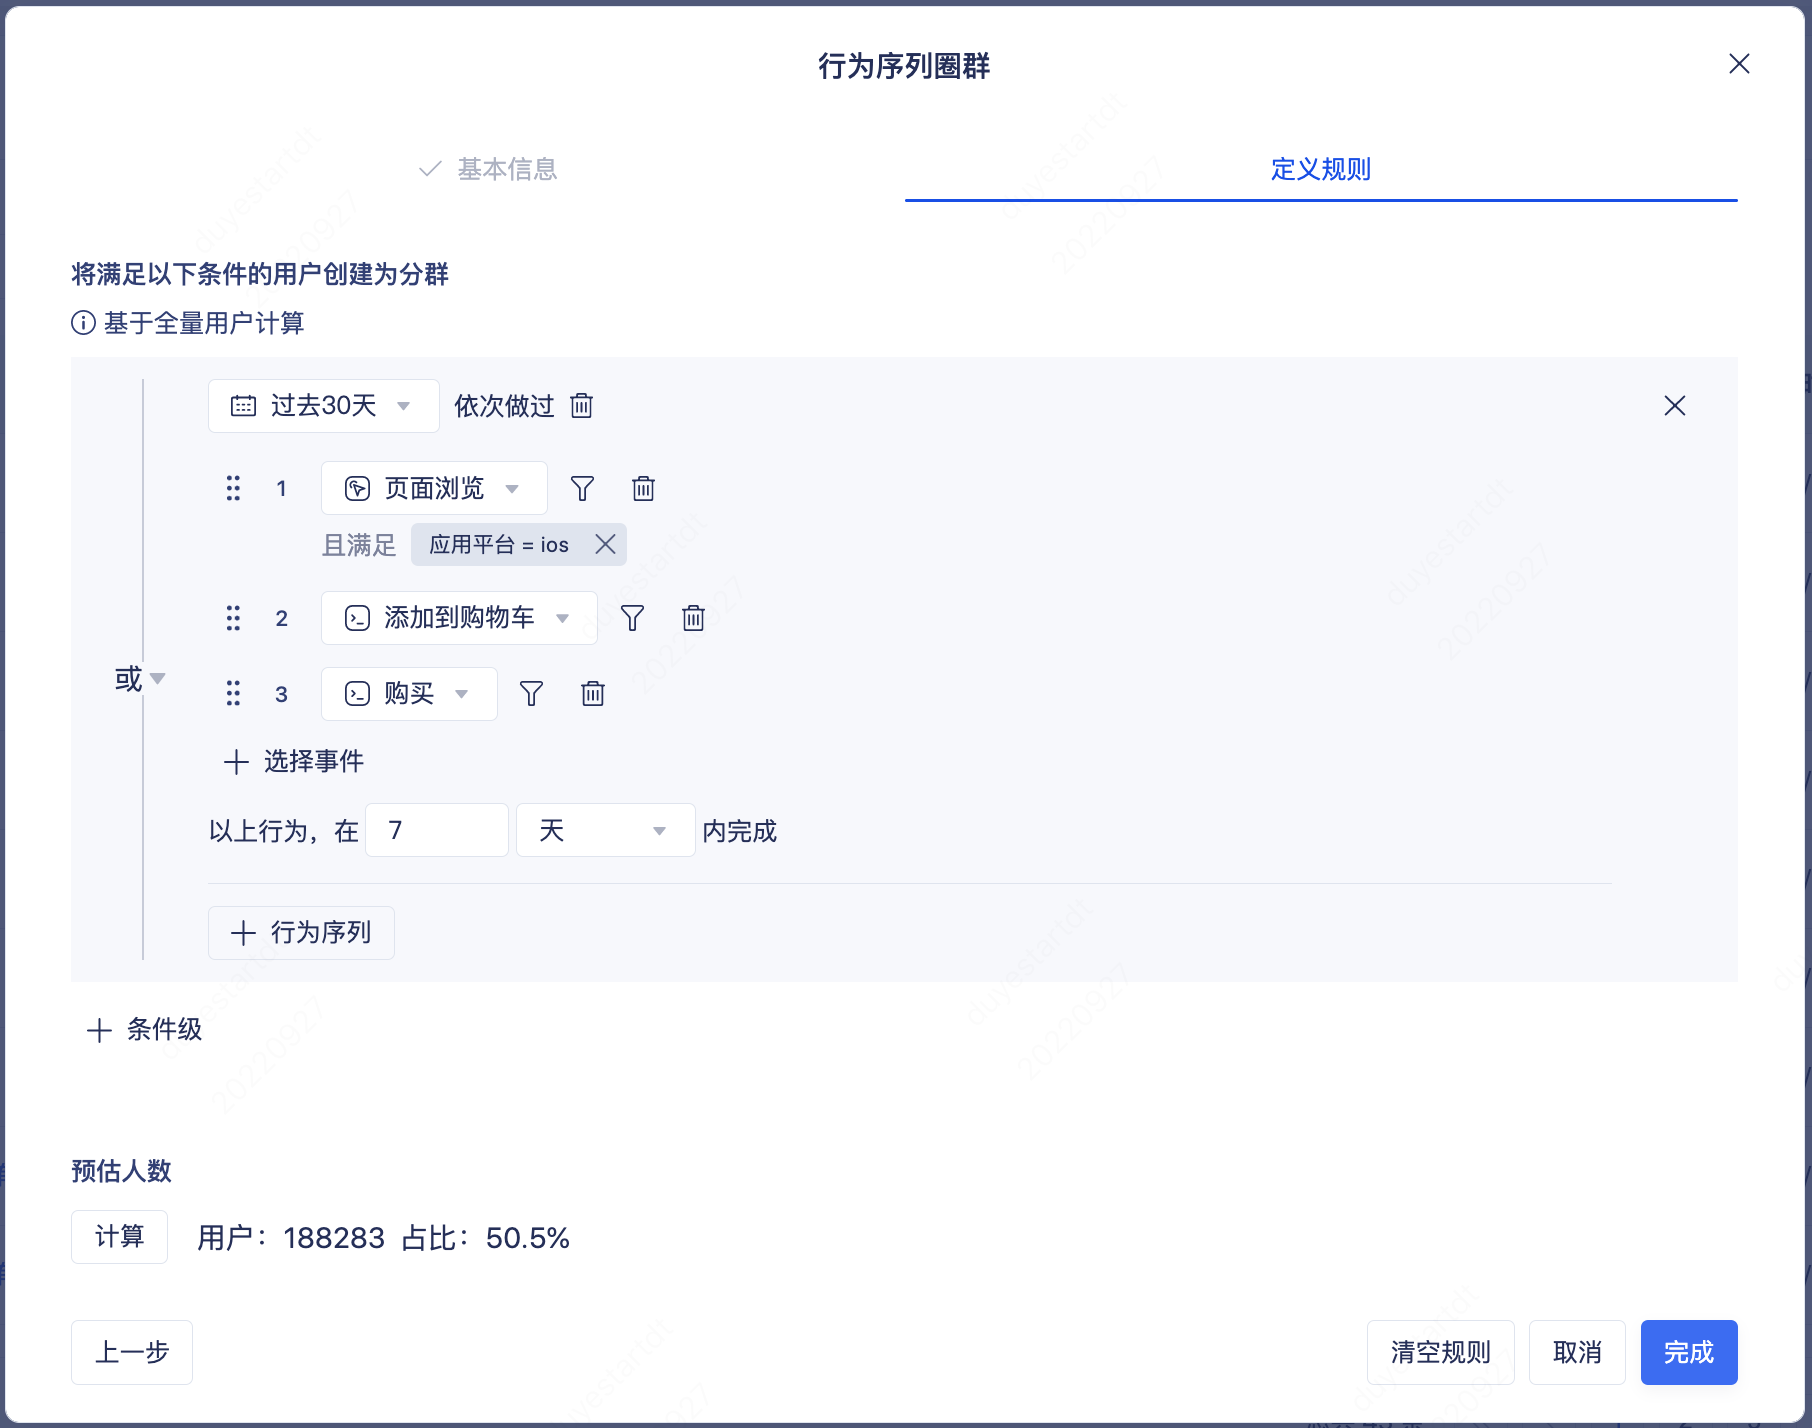 行为序列圈群
基本信息
定义规则
将满足以下条件的用户创建为分群
基于全量用户计算
过去30天 依次做过
1 页面浏览
且满足 应用平台 = ios
2 添加到购物车
或
3 购买
选择事件
以上行为，在 7 天 内完成
行为序列
条件级
预估人数
计算 用户：188283 占比：50.5%
上一步 清空规则 取消 完成
duyestartdt
20220927